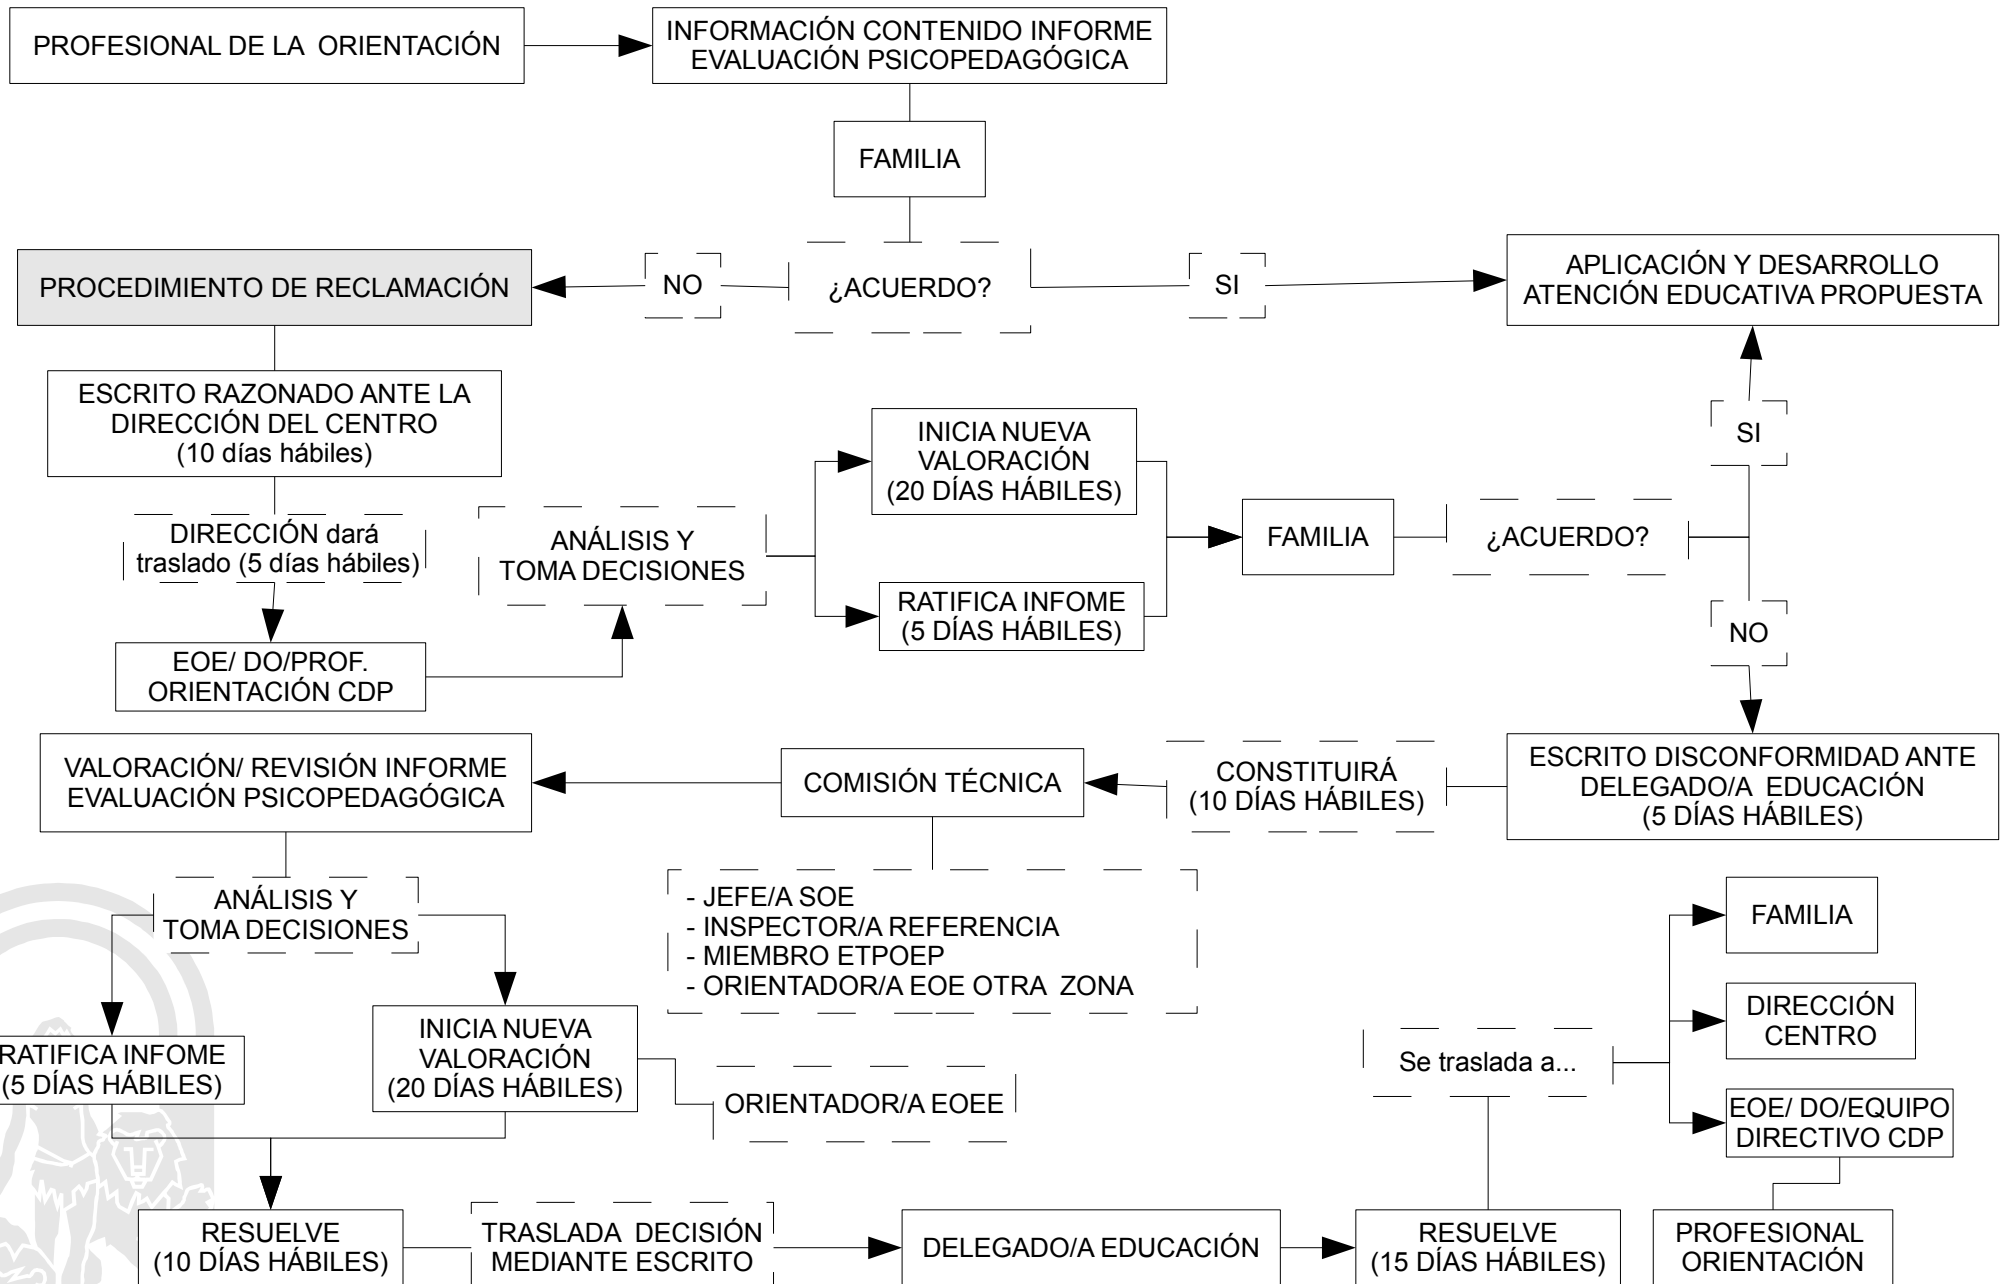 PROFESIONAL DE LA ORIENTACIÓN
INFORMACIÓN CONTENIDO INFORME
EVALUACIÓN PSICOPEDAGÓGICA
FAMILIA
PROCEDIMIENTO DE RECLAMACIÓN
NO
¿ACUERDO?
SI
APLICACIÓN Y DESARROLLO
ATENCIÓN EDUCATIVA PROPUESTA
ESCRITO RAZONADO ANTE LA
DIRECCIÓN DEL CENTRO
(10 días hábiles)
DIRECCIÓN dará
traslado (5 días hábiles)
EOE/ DO/PROF.
ORIENTACIÓN CDP
ANÁLISIS Y
TOMA DECISIONES
INICIA NUEVA
VALORACIÓN
(20 DÍAS HÁBILES)
RATIFICA INFOME
(5 DÍAS HÁBILES)
FAMILIA
¿ACUERDO?
SI
NO
ESCRITO DISCONFORMIDAD ANTE
DELEGADO/A EDUCACIÓN
(5 DÍAS HÁBILES)
CONSTITUIRÁ
(10 DÍAS HÁBILES)
COMISIÓN TÉCNICA
- JEFE/A SOE
- INSPECTOR/A REFERENCIA
- MIEMBRO ETPOEP
- ORIENTADOR/A EOE OTRA ZONA
VALORACIÓN/ REVISIÓN INFORME
EVALUACIÓN PSICOPEDAGÓGICA
ANÁLISIS Y
TOMA DECISIONES
RATIFICA INFOME
(5 DÍAS HÁBILES)
INICIA NUEVA
VALORACIÓN
(20 DÍAS HÁBILES)
ORIENTADOR/A EOEE
RESUELVE
(10 DÍAS HÁBILES)
TRASLADA DECISIÓN
MEDIANTE ESCRITO
DELEGADO/A EDUCACIÓN
RESUELVE
(15 DÍAS HÁBILES)
Se traslada a...
FAMILIA
DIRECCIÓN
CENTRO
EOE/ DO/EQUIPO
DIRECTIVO CDP
PROFESIONAL
ORIENTACIÓN